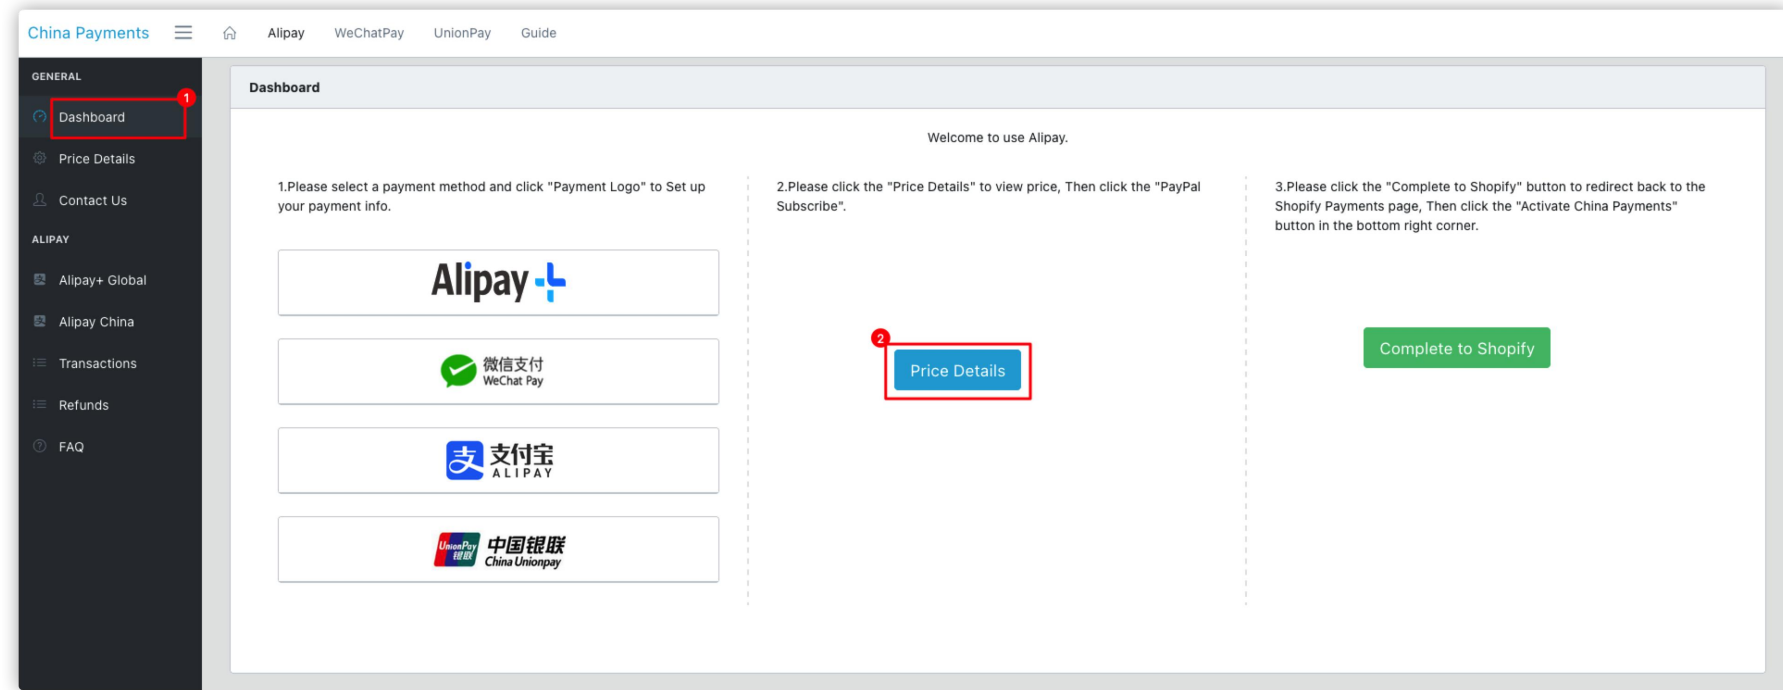 China Payments
Alipay
WeChatPay
UnionPay
Guide
GENERAL
1
Dashboard
Price Details
Contact Us
ALIPAY
Alipay+ Global
Alipay China
Transactions
Refunds
FAQ
Dashboard
Welcome to use Alipay.
1.Please select a payment method and click "Payment Logo" to Set up
your payment info.
Alipay+
微信支付
WeChat Pay
支 支付宝
ALIPAY
UnionPay
银联
中国银联
China Unionpay
2.Please click the "Price Details" to view price, Then click the "PayPal
Subscribe".
2
Price Details
3.Please click the "Complete to Shopify" button to redirect back to the
Shopify Payments page, Then click the "Activate China Payments"
button in the bottom right corner.
Complete to Shopify